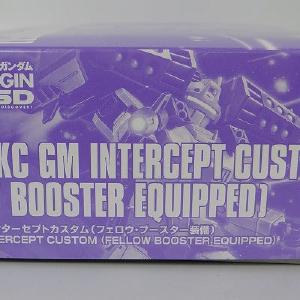 ガンダム
GIN
SD
KC GM INTERCEPT CUST
BOOSTER EQUIPPED)
ターセプトカスタム(フェロウ・ブースター装備)
ERCEPT CUSTOM (FELLOW BOOSTER EQUIPPED)